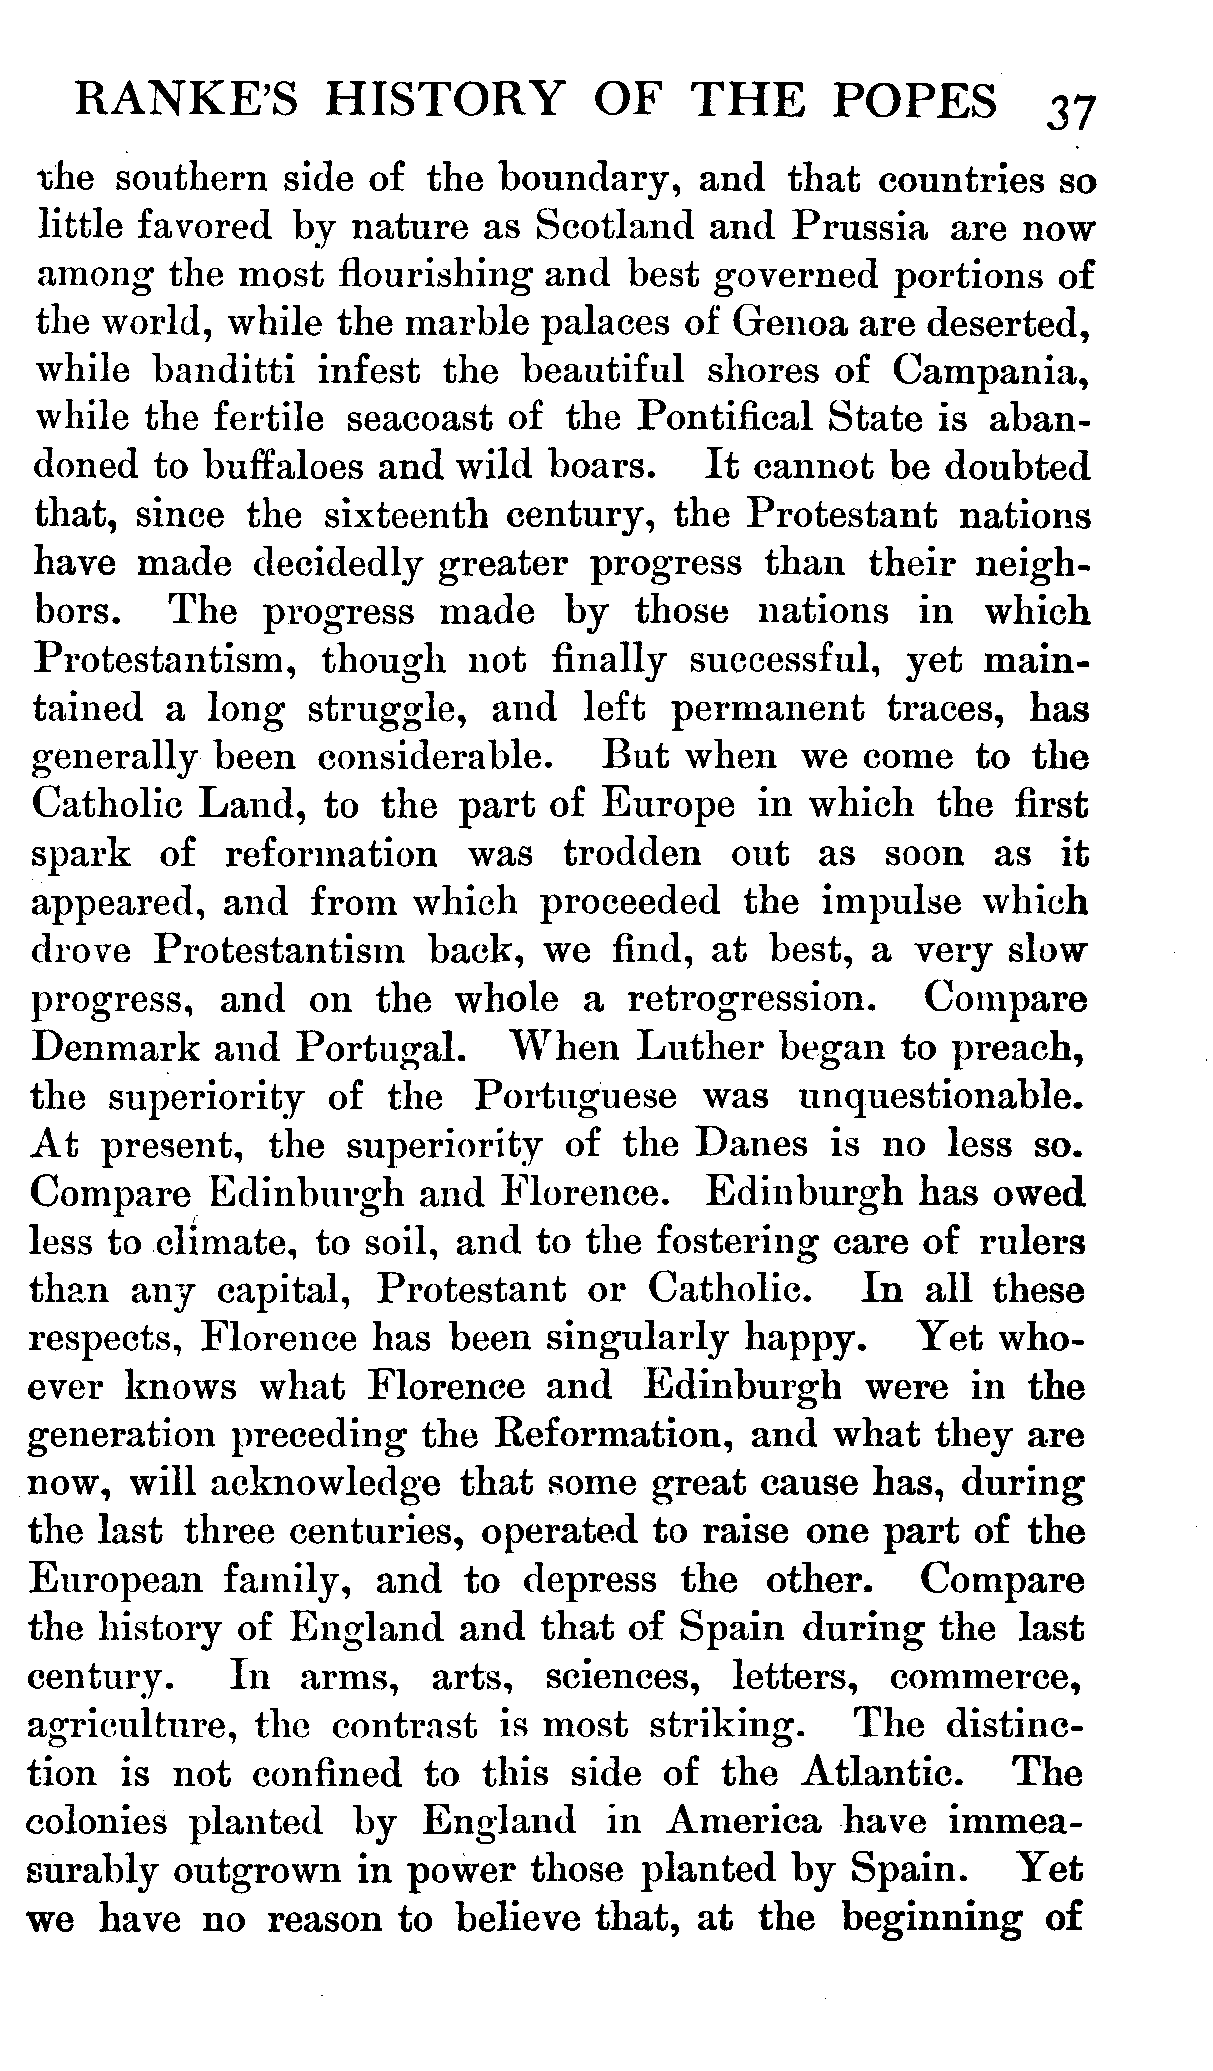 RANKE'S HISTORY OF THE POPES 37
the southern side of the boundary, and that countries so
little favored by nature as Scotland and Prussia are now
among the most flourishing and best governed portions of
the world, while the marble palaces of Genoa are deserted,
while banditti infest the beautiful shores of Campania,
while the fertile seacoast of the Pontifical State is aban-
doned to buffaloes and wild boars. It cannot be doubted
that, since the sixteenth century, the Protestant nations
have made decidedly greater progress than their neigh-
bors. The progress made by those nations in which
Protestantism, though not finally successful, yet main-
tained a long struggle, and left permanent traces, has
generally been considerable. But when we come to the
Catholic Land, to the part of Europe in which the first
spark of reformation was trodden out as soon as it
appeared, and from which proceeded the impulse which
drove Protestantism back, we find, at best, a very slow
progress, and on the whole a retrogression. Compare
Denmark and Portugal. When Luther began to preach,
the superiority of the Portuguese was unquestionable.
At present, the superiority of the Danes is no less so.
Compare Edinburgh and Florence. Edinburgh has owed
less to climate, to soil, and to the fostering care of rulers
than any capital, Protestant or Catholic. In all these
respects, Florence has been singularly happy. Yet who-
ever knows what Florence and Edinburgh were in the
generation preceding the Reformation, and what they are
now, will acknowledge that some great cause has, during
the last three centuries, operated to raise one part of the
European family, and to depress the other. Compare
the history of England and that of Spain during the last
century. In arms, arts, sciences, letters, commerce,
agriculture, the contrast is most striking. The distinc-
tion is not confined to this side of the Atlantic. The
colonies planted by England in America have immea-
surably outgrown in power those planted by Spain. Yet
we have no reason to believe that, at the beginning of